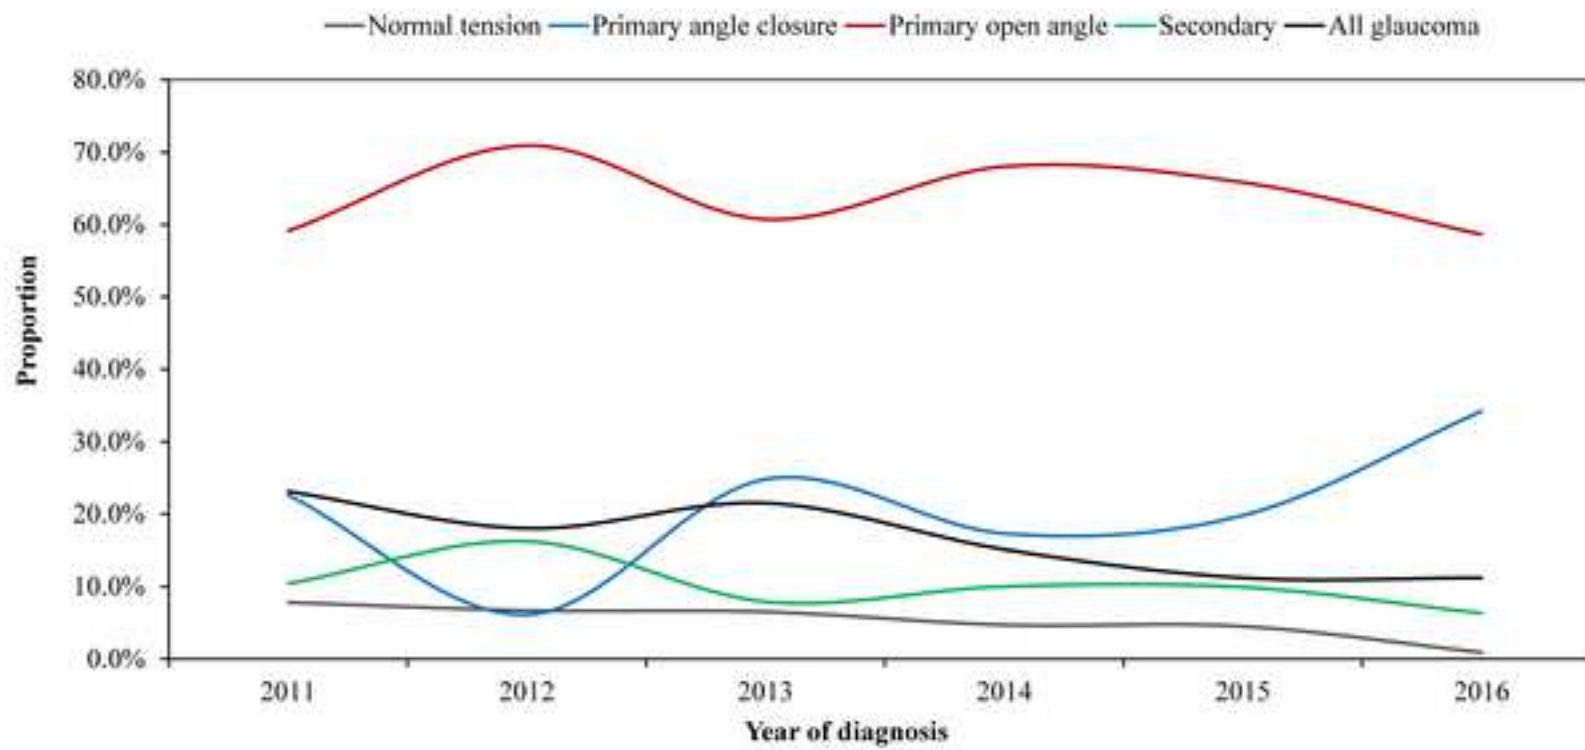 Normal tension Primary angle closure Primary open angle Secondary All glaucoma
80.0%
70.0%
60.0%
50.0%
40.0%
30.0%
20.0%
10.0%
0.0%
Proportion
2011 2012 2013 2014 2015 2016
Year of diagnosis